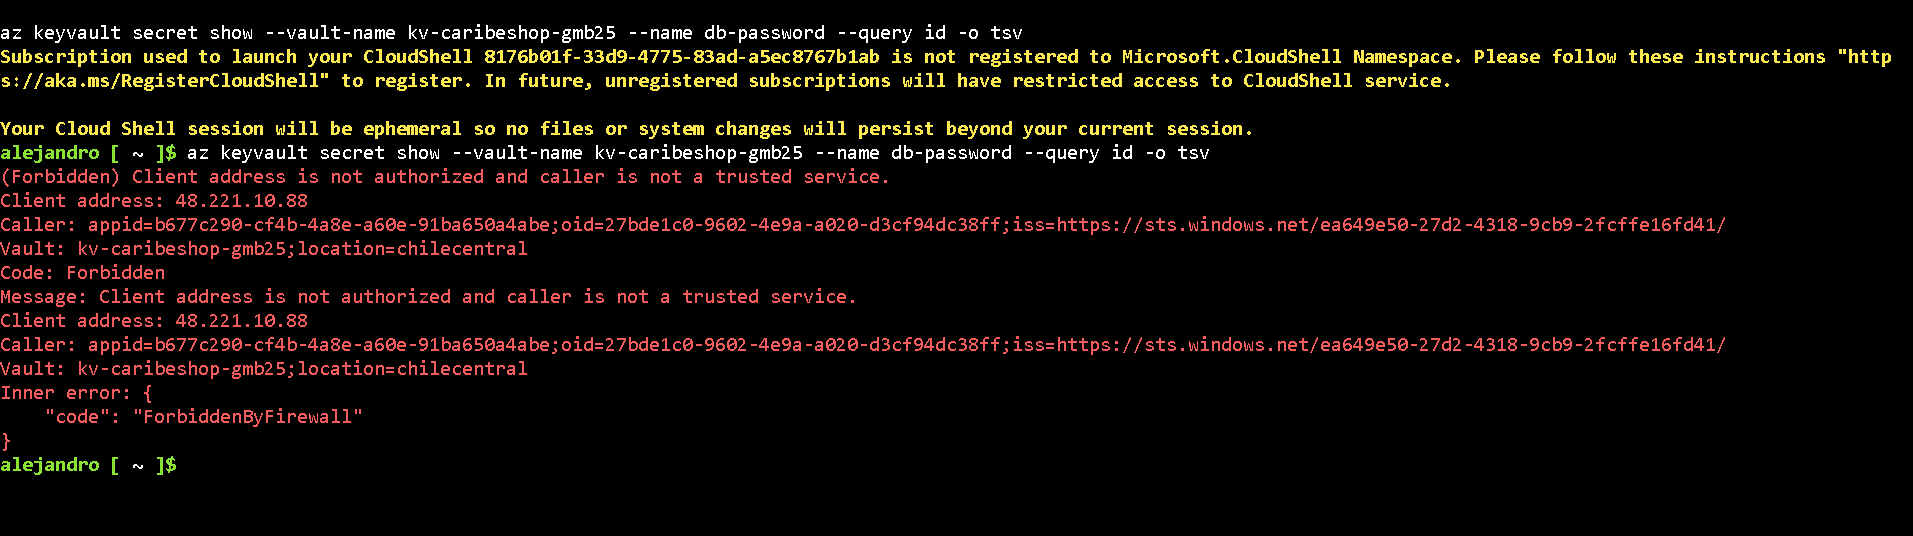 az keyvault secret show --vault-name kv-caribeshop-gmb25 --name db-password --query id -o tsv
Subscription used to launch your CloudShell 8176b01f-33d9-4775-83ad-a5ec8767b1ab is not registered to Microsoft.CloudShell Namespace. Please follow these instructions "http
s://aka.ms/RegisterCloudShell" to register. In future, unregistered subscriptions will have restricted access to CloudShell service.
Your Cloud Shell session will be ephemeral so no files or system changes will persist beyond your current session.
alejandro [ ~ ]$ az keyvault secret show --vault-name kv-caribeshop-gmb25 --name db-password --query id -o tsv
(Forbidden) Client address is not authorized and caller is not a trusted service.
Client address: 48.221.10.88
Caller: appid=b677c290-cf4b-4a8e-a60e-91ba650a4abe;oid=27bde1c0-9602-4e9a-a020-d3cf94dc38ff;iss=https://sts.windows.net/ea649e50-27d2-4318-9cb9-2fcffe16fd41/
Vault: kv-caribeshop-gmb25;location=chilecentral
Code: Forbidden
Message: Client address is not authorized and caller is not a trusted service.
Client address: 48.221.10.88
Caller: appid=b677c290-cf4b-4a8e-a60e-91ba650a4abe;oid=27bde1c0-9602-4e9a-a020-d3cf94dc38ff;iss=https://sts.windows.net/ea649e50-27d2-4318-9cb9-2fcffe16fd41/
Vault: kv-caribeshop-gmb25;location=chilecentral
Inner error: {
    "code": "ForbiddenByFirewall"
}
alejandro [ ~ ]$